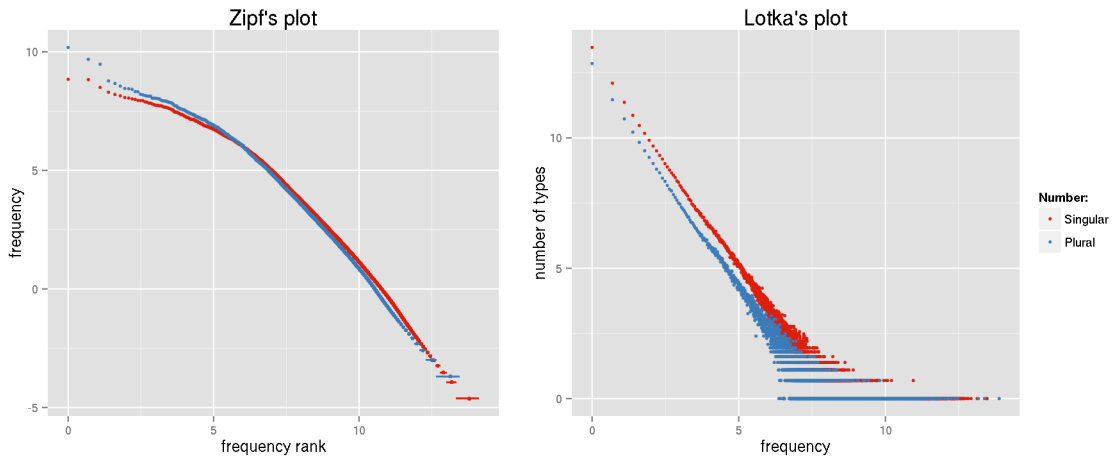 Zipf's plot
10
5
0
-5
0
5
10
frequency
frequency rank
Lotka's plot
10
5
0
0
5
10
number of types
frequency
Number:
Singular
Plural